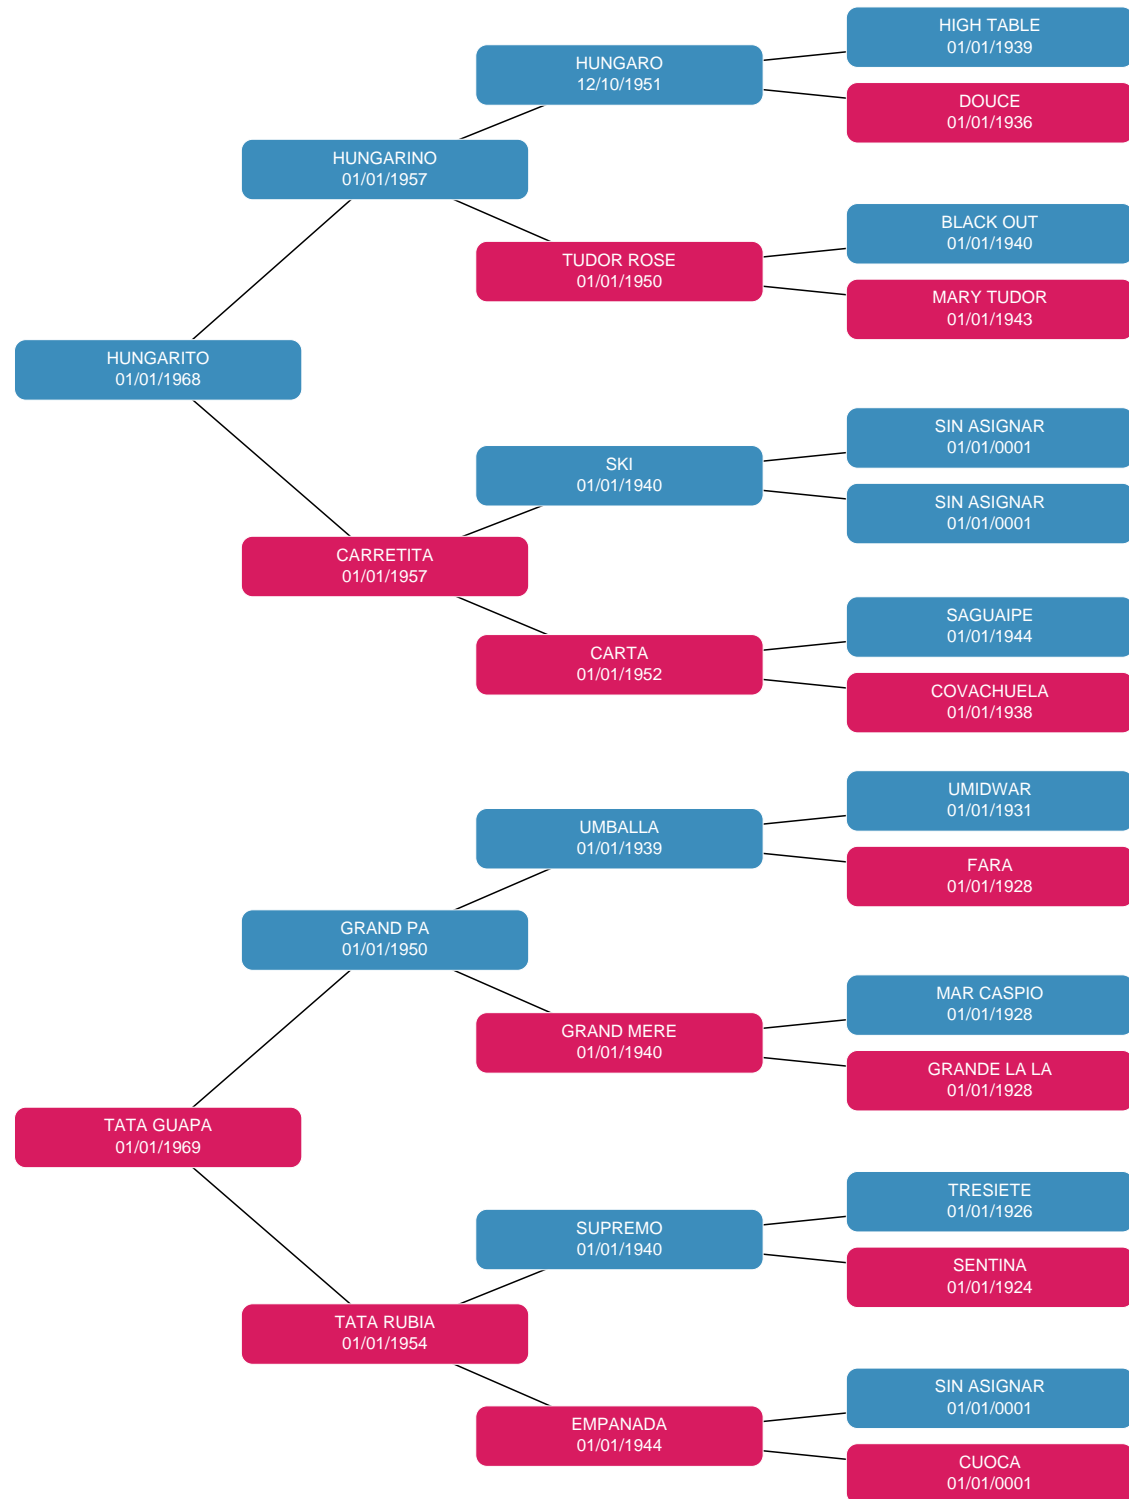 HIGH TABLE
01/01/1939
HUNGARO
12/10/1951
DOUCE
01/01/1936
HUNGARINO
01/01/1957
BLACK OUT
01/01/1940
TUDOR ROSE
01/01/1950
MARY TUDOR
01/01/1943
HUNGARITO
01/01/1968
SIN ASIGNAR
01/01/0001
SKI
01/01/1940
SIN ASIGNAR
01/01/0001
CARRETITA
01/01/1957
SAGUAIPE
01/01/1944
CARTA
01/01/1952
COVACHUELA
01/01/1938
UMIDWAR
01/01/1931
UMBALLA
01/01/1939
FARA
01/01/1928
GRAND PA
01/01/1950
MAR CASPIO
01/01/1928
GRAND MERE
01/01/1940
GRANDE LA LA
01/01/1928
TATA GUAPA
01/01/1969
TRESIETE
01/01/1926
SUPREMO
01/01/1940
SENTINA
01/01/1924
TATA RUBIA
01/01/1954
SIN ASIGNAR
01/01/0001
EMPANADA
01/01/1944
CUOCA
01/01/0001